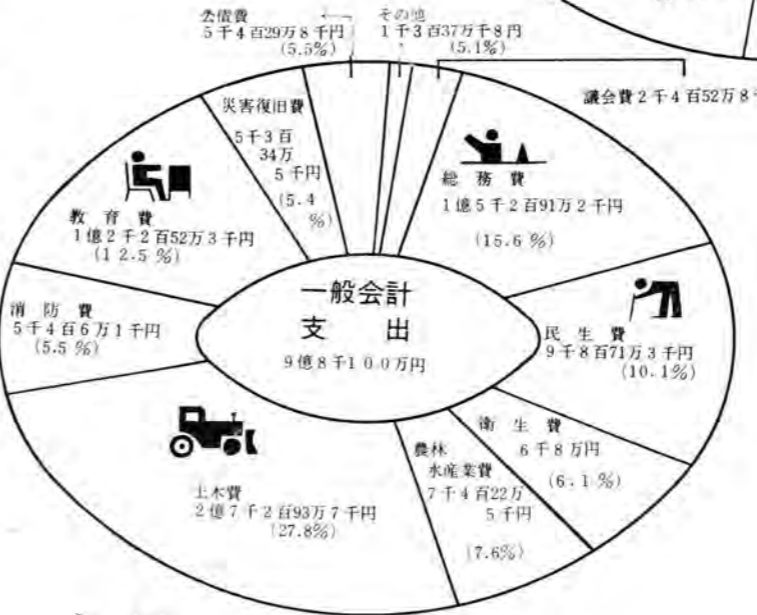 公債費
5千4百29万8千円
(5.5%)
その他
1千3百37万千8円
(5.1%)
議会費2千4百52万8千
総務費
1億5千2百91万2千円
(15.6%)
民生費
9千8百71万3千円
(10.1%)
衛生費
6千8万円
(6.1%)
農林
水産業費
7千4百22万
5千円
(7.6%)
土木費
2億7千2百93万7千円
(27.8%)
消防費
5千4百6万1千円
(5.5%)
教育費
1億2千2百52万3千円
(12.5%)
災害復旧費
5千3百
34万
5千円
(5.4
%)
一般会計
支出
9億8千100万円